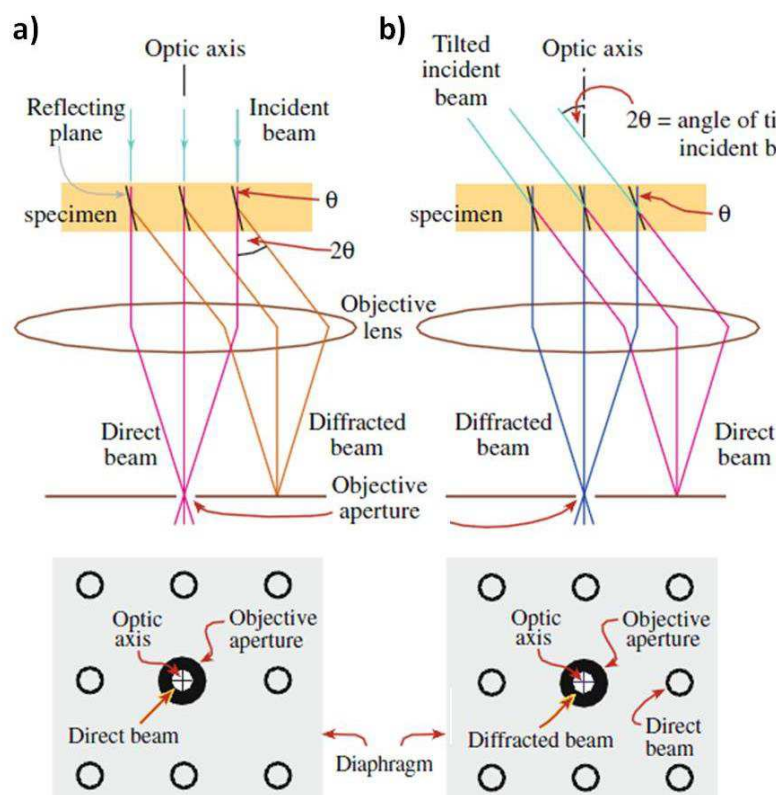 a)
Optic axis
Reflecting
plane
Incident
beam
specimen
θ
2θ
Objective
lens
Direct
beam
Diffracted
beam
Objective
aperture
b)
Tilted
incident
beam
Optic axis
2θ = angle of ti
incident b
specimen
θ
Diffracted
beam
Direct
beam
Optic
axis
Objective
aperture
Direct beam
Diaphragm
Optic
axis
Objective
aperture
Diffracted beam
Direct
beam